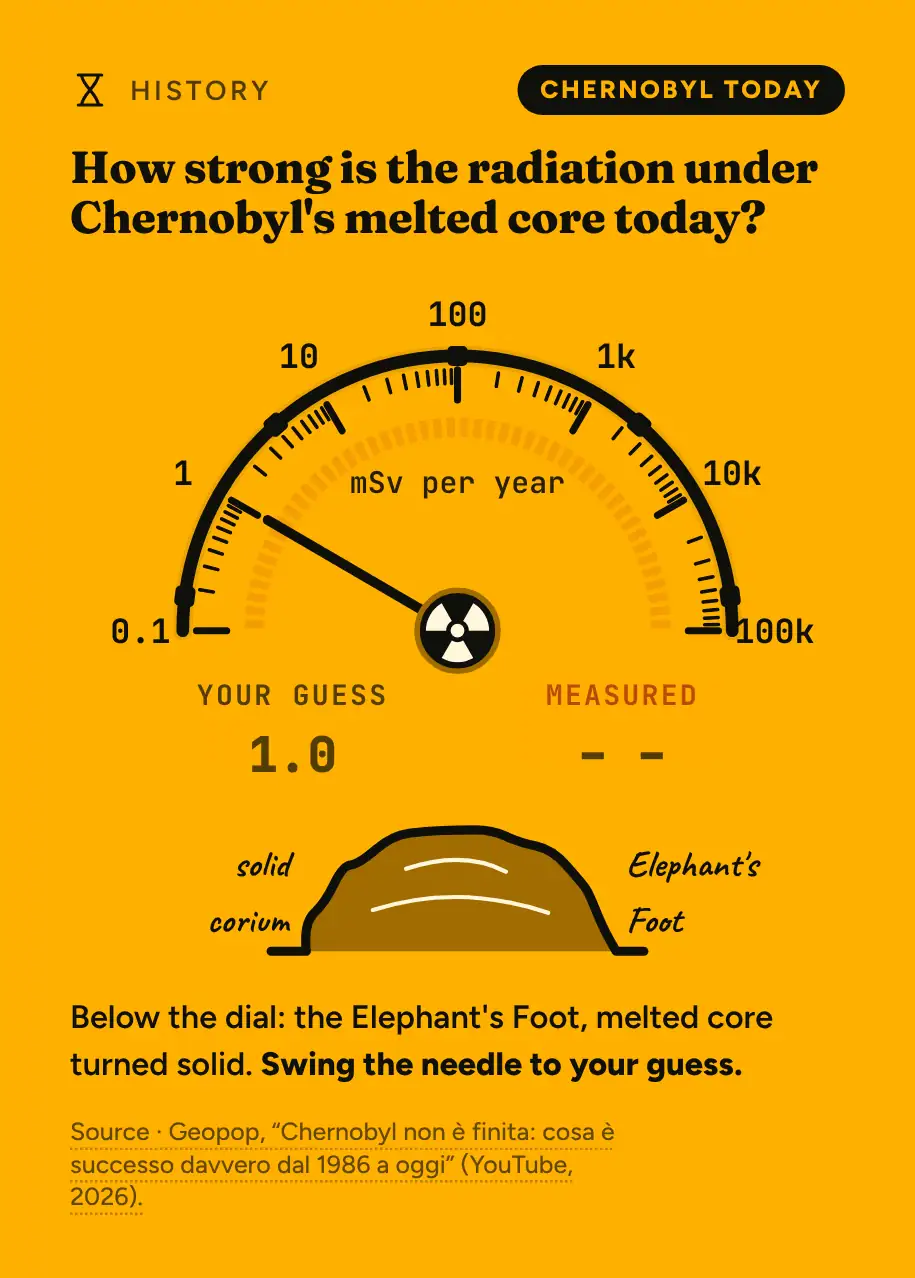 HISTORY
CHERNOBYL TODAY
How strong is the radiation under
Chernobyl's melted core today?
100
10
1k
1
10k
mSv per year
0.1
100k
YOUR GUESS
MEASURED
1.0
– –
solid
Elephant's
corium
Foot
Below the dial: the Elephant's Foot, melted core
turned solid. Swing the needle to your guess.
Source · Geopop, “Chernobyl non è finita: cosa è
successo davvero dal 1986 a oggi” (YouTube,
2026).